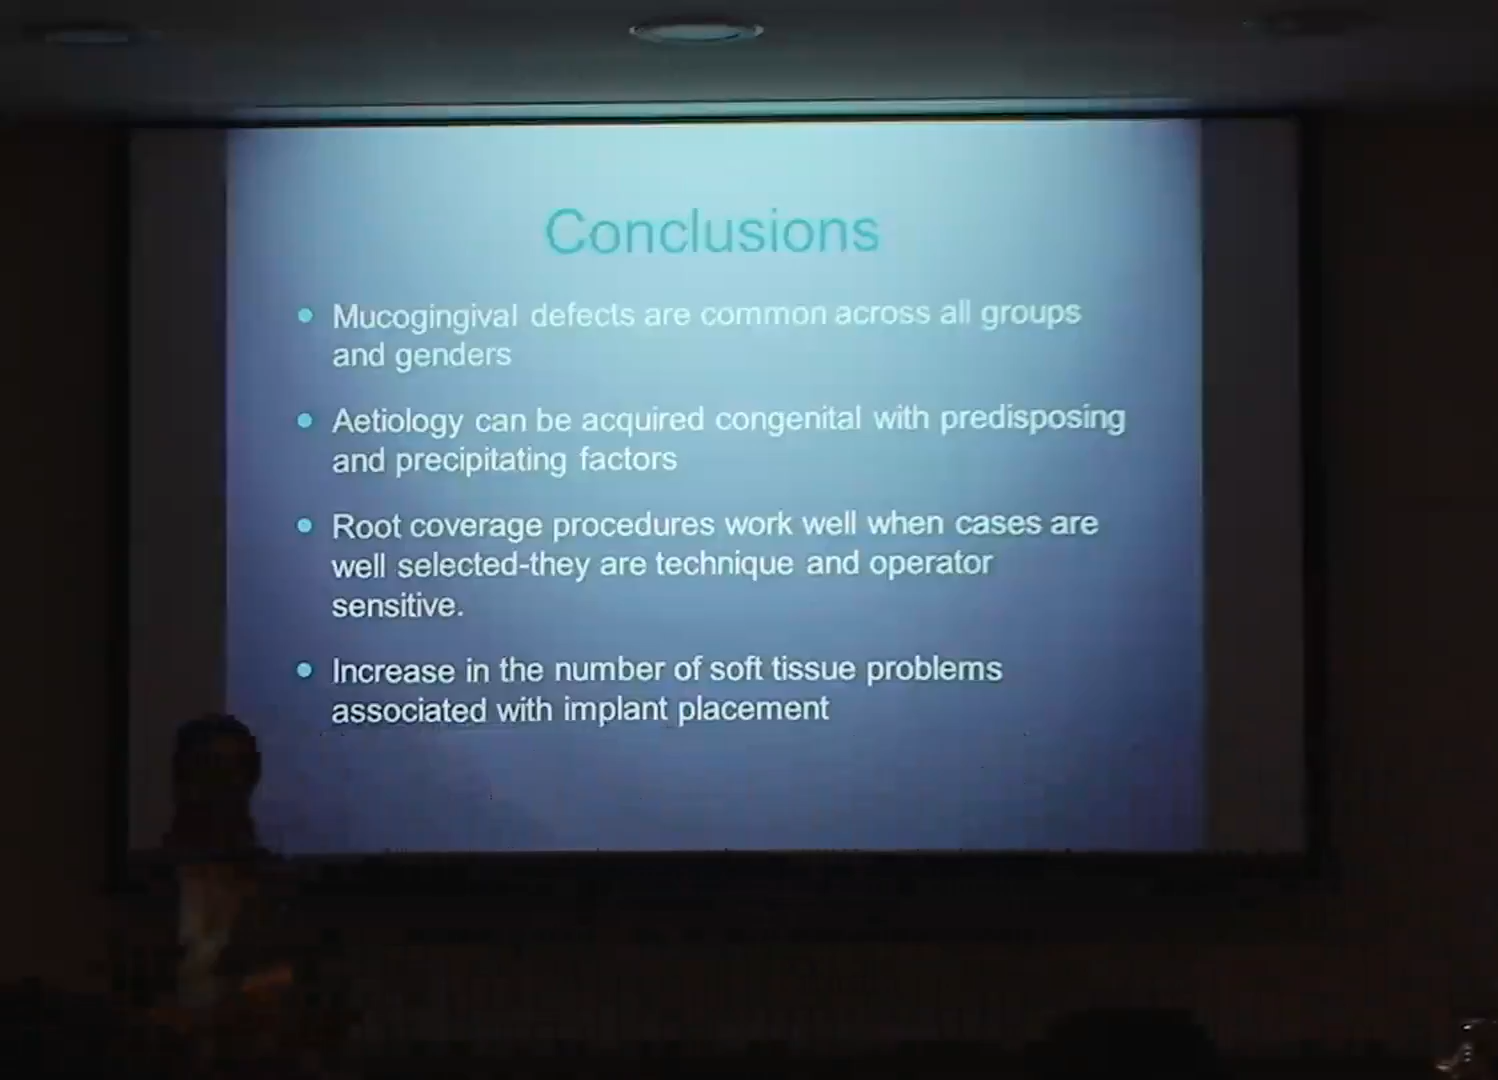 Conclusions
• Mucogingival defects are common across all groups
and genders
• Aetiology can be acquired congenital with predisposing
and precipitating factors
• Root coverage procedures work well when cases are
well selected-they are technique and operator
sensitive.
• Increase in the number of soft tissue problems
associated with implant placement